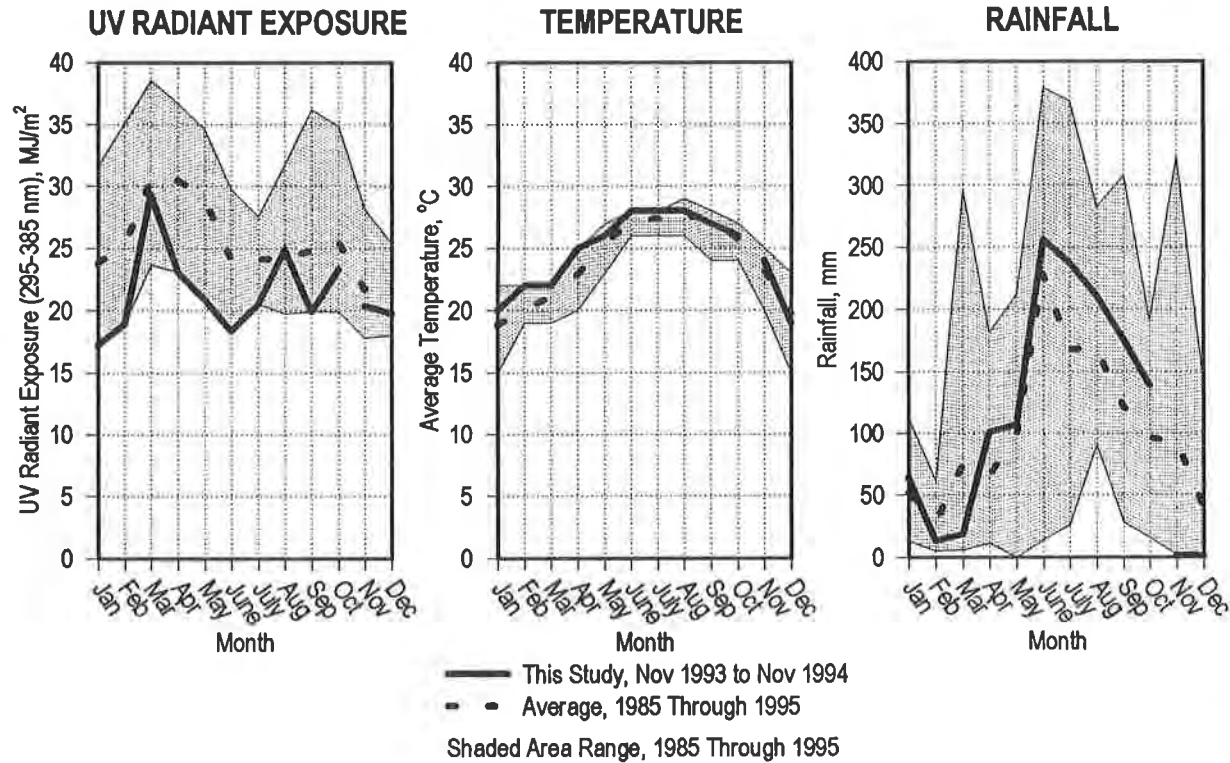 UV RADIANT EXPOSURE
UV Radiant Exposure (295-385 nm), MJ/m²
40
35
30
25
20
15
10
5
0
Jan
Feb
Mar
Apr
May
June
July
Aug
Sep
Oct
Nov
Dec
Month
TEMPERATURE
Average Temperature, °C
40
35
30
25
20
15
10
5
0
Jan
Feb
Mar
Apr
May
June
July
Aug
Sep
Oct
Nov
Dec
Month
RAINFALL
Rainfall, mm
400
350
300
250
200
150
100
50
0
Jan
Feb
Mar
Apr
May
June
July
Aug
Sep
Oct
Nov
Dec
Month
This Study, Nov 1993 to Nov 1994
Average, 1985 Through 1995
Shaded Area Range, 1985 Through 1995